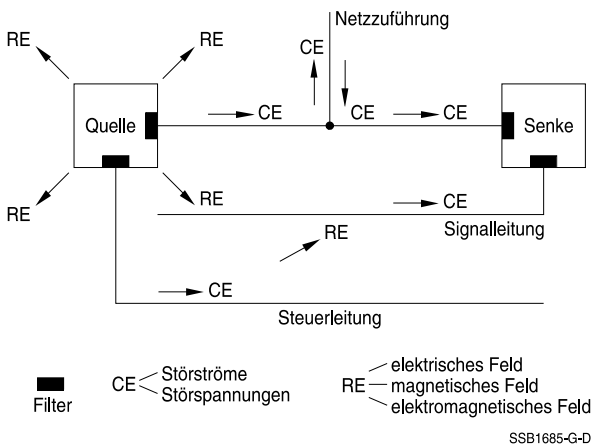 Netzzuführung
RE
RE
CE
Quelle
CE
CE
CE
Senke
RE
RE
CE
Signalleitung
RE
CE
Steuerleitung
Filter
CE
Störströme
Störspannungen
RE
elektrisches Feld
magnetisches Feld
elektromagnetisches Feld
SSB1685-G-D